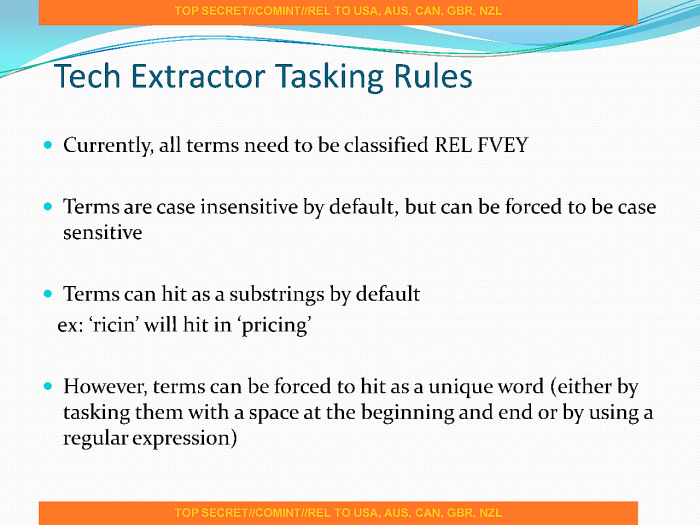 TOP SECRET//COMINT//REL TO USA, AUS, CAN, GBR, NZL
Tech Extractor Tasking Rules
Currently, all terms need to be classified REL FVEY
Terms are case insensitive by default, but can be forced to be case
sensitive
Terms can hit as a substrings by default
ex: ‘ricin’ will hit in ‘pricing’
However, terms can be forced to hit as a unique word (either by
tasking them with a space at the beginning and end or by using a
regular expression)
TOP SECRET//COMINT//REL TO USA, AUS, CAN, GBR, NZL